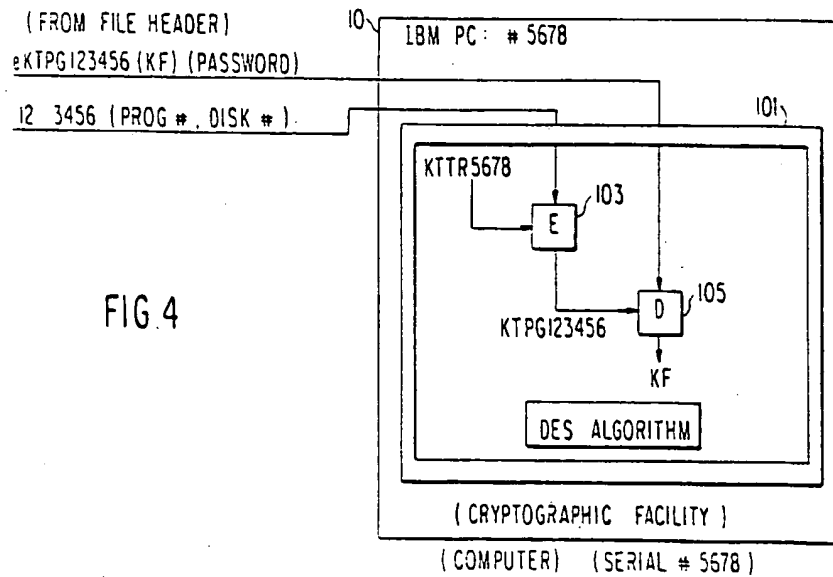 (FROM FILE HEADER)
eKTPG123456 (KF) (PASSWORD)
12 3456 (PROG #, DISK #)
10
IBM PC: # 5678
101
KTTR5678
E
103
D
105
KTPG123456
KF
DES ALGORITHM
FIG.4
(CRYPTOGRAPHIC FACILITY)
(COMPUTER) (SERIAL # 5678)